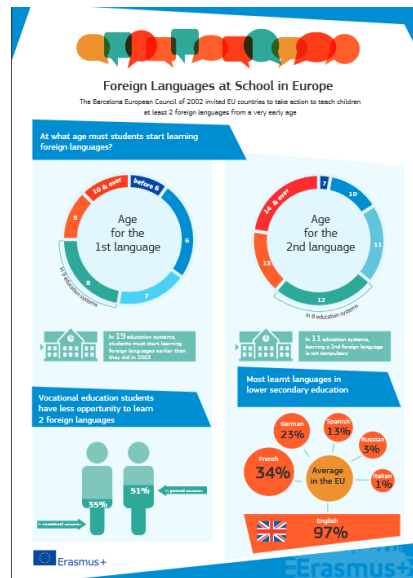 Foreign Languages at School in Europe
The Barcelona European Council of 2002 invited EU countries to take action to teach children
at least 2 foreign languages from a very early age
At what age must students start learning
foreign languages?
before 6
6
7
8
9
10 & over
Age
for the
1st language
in 9 education systems
7
10
11
12
13
14 & over
Age
for the
2nd language
in 8 education systems
In 19 education systems,
students must start learning
foreign languages earlier than
they did in 2003
In 11 education systems,
learning a 2nd foreign language
is not compulsory
Vocational education students
have less opportunity to learn
2 foreign languages
35%
51%
in general education
in vocational education
Most learnt languages in
lower secondary education
German
23%
Spanish
13%
Russian
3%
French
34%
Italian
1%
Average
in the EU
English
97%
Erasmus+
Erasmus+